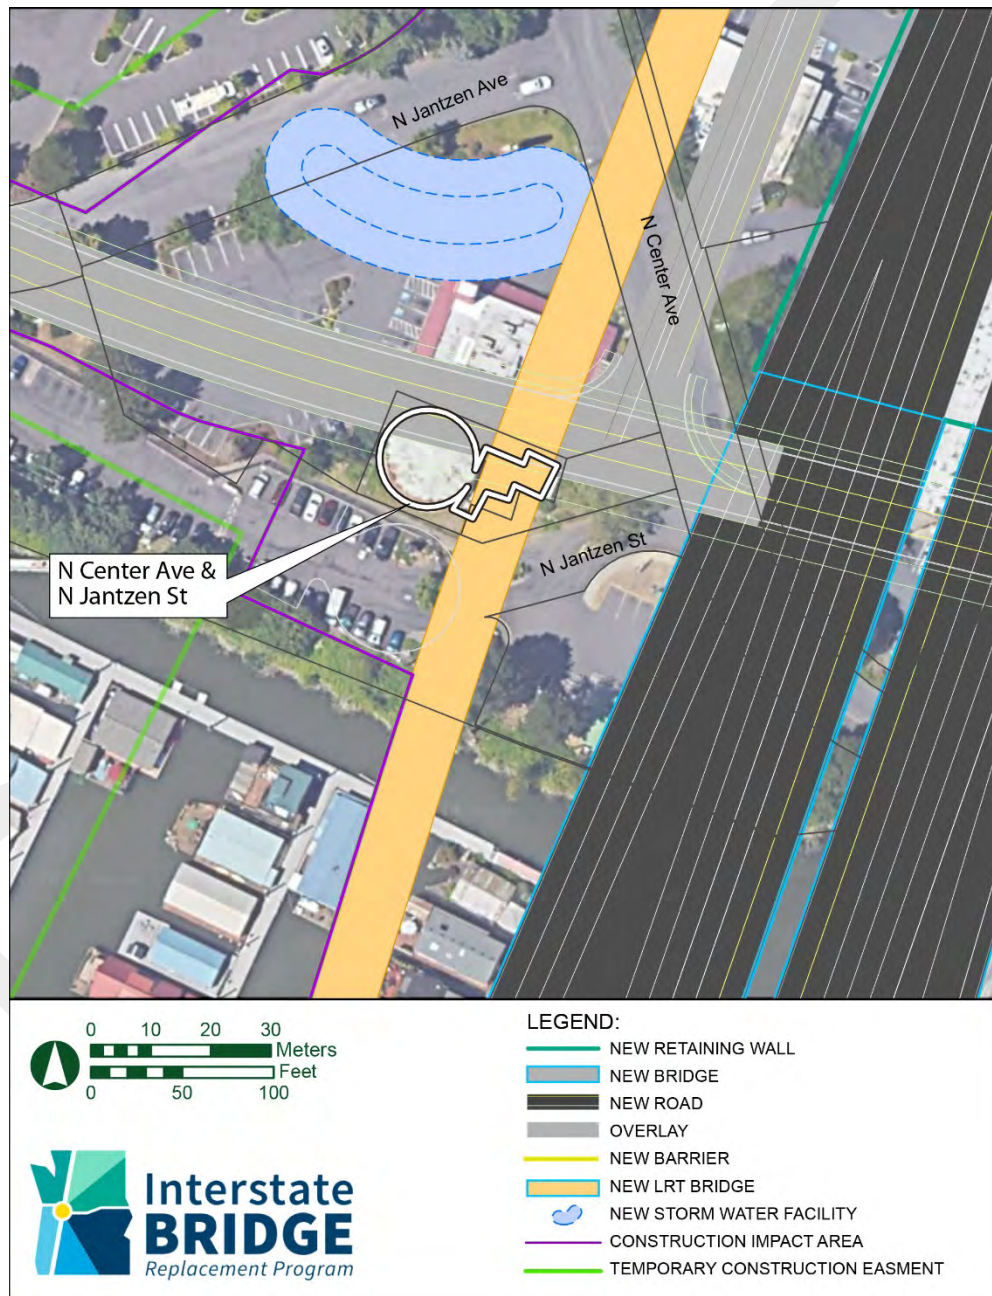 N Jantzen Ave
N Center Ave
N Center Ave &
N Jantzen St
N Jantzen St
0 10 20 30
Meters
Feet
0 50 100
Interstate
BRIDGE
Replacement Program
LEGEND:
NEW RETAINING WALL
NEW BRIDGE
NEW ROAD
OVERLAY
NEW BARRIER
NEW LRT BRIDGE
NEW STORM WATER FACILITY
CONSTRUCTION IMPACT AREA
TEMPORARY CONSTRUCTION EASMENT